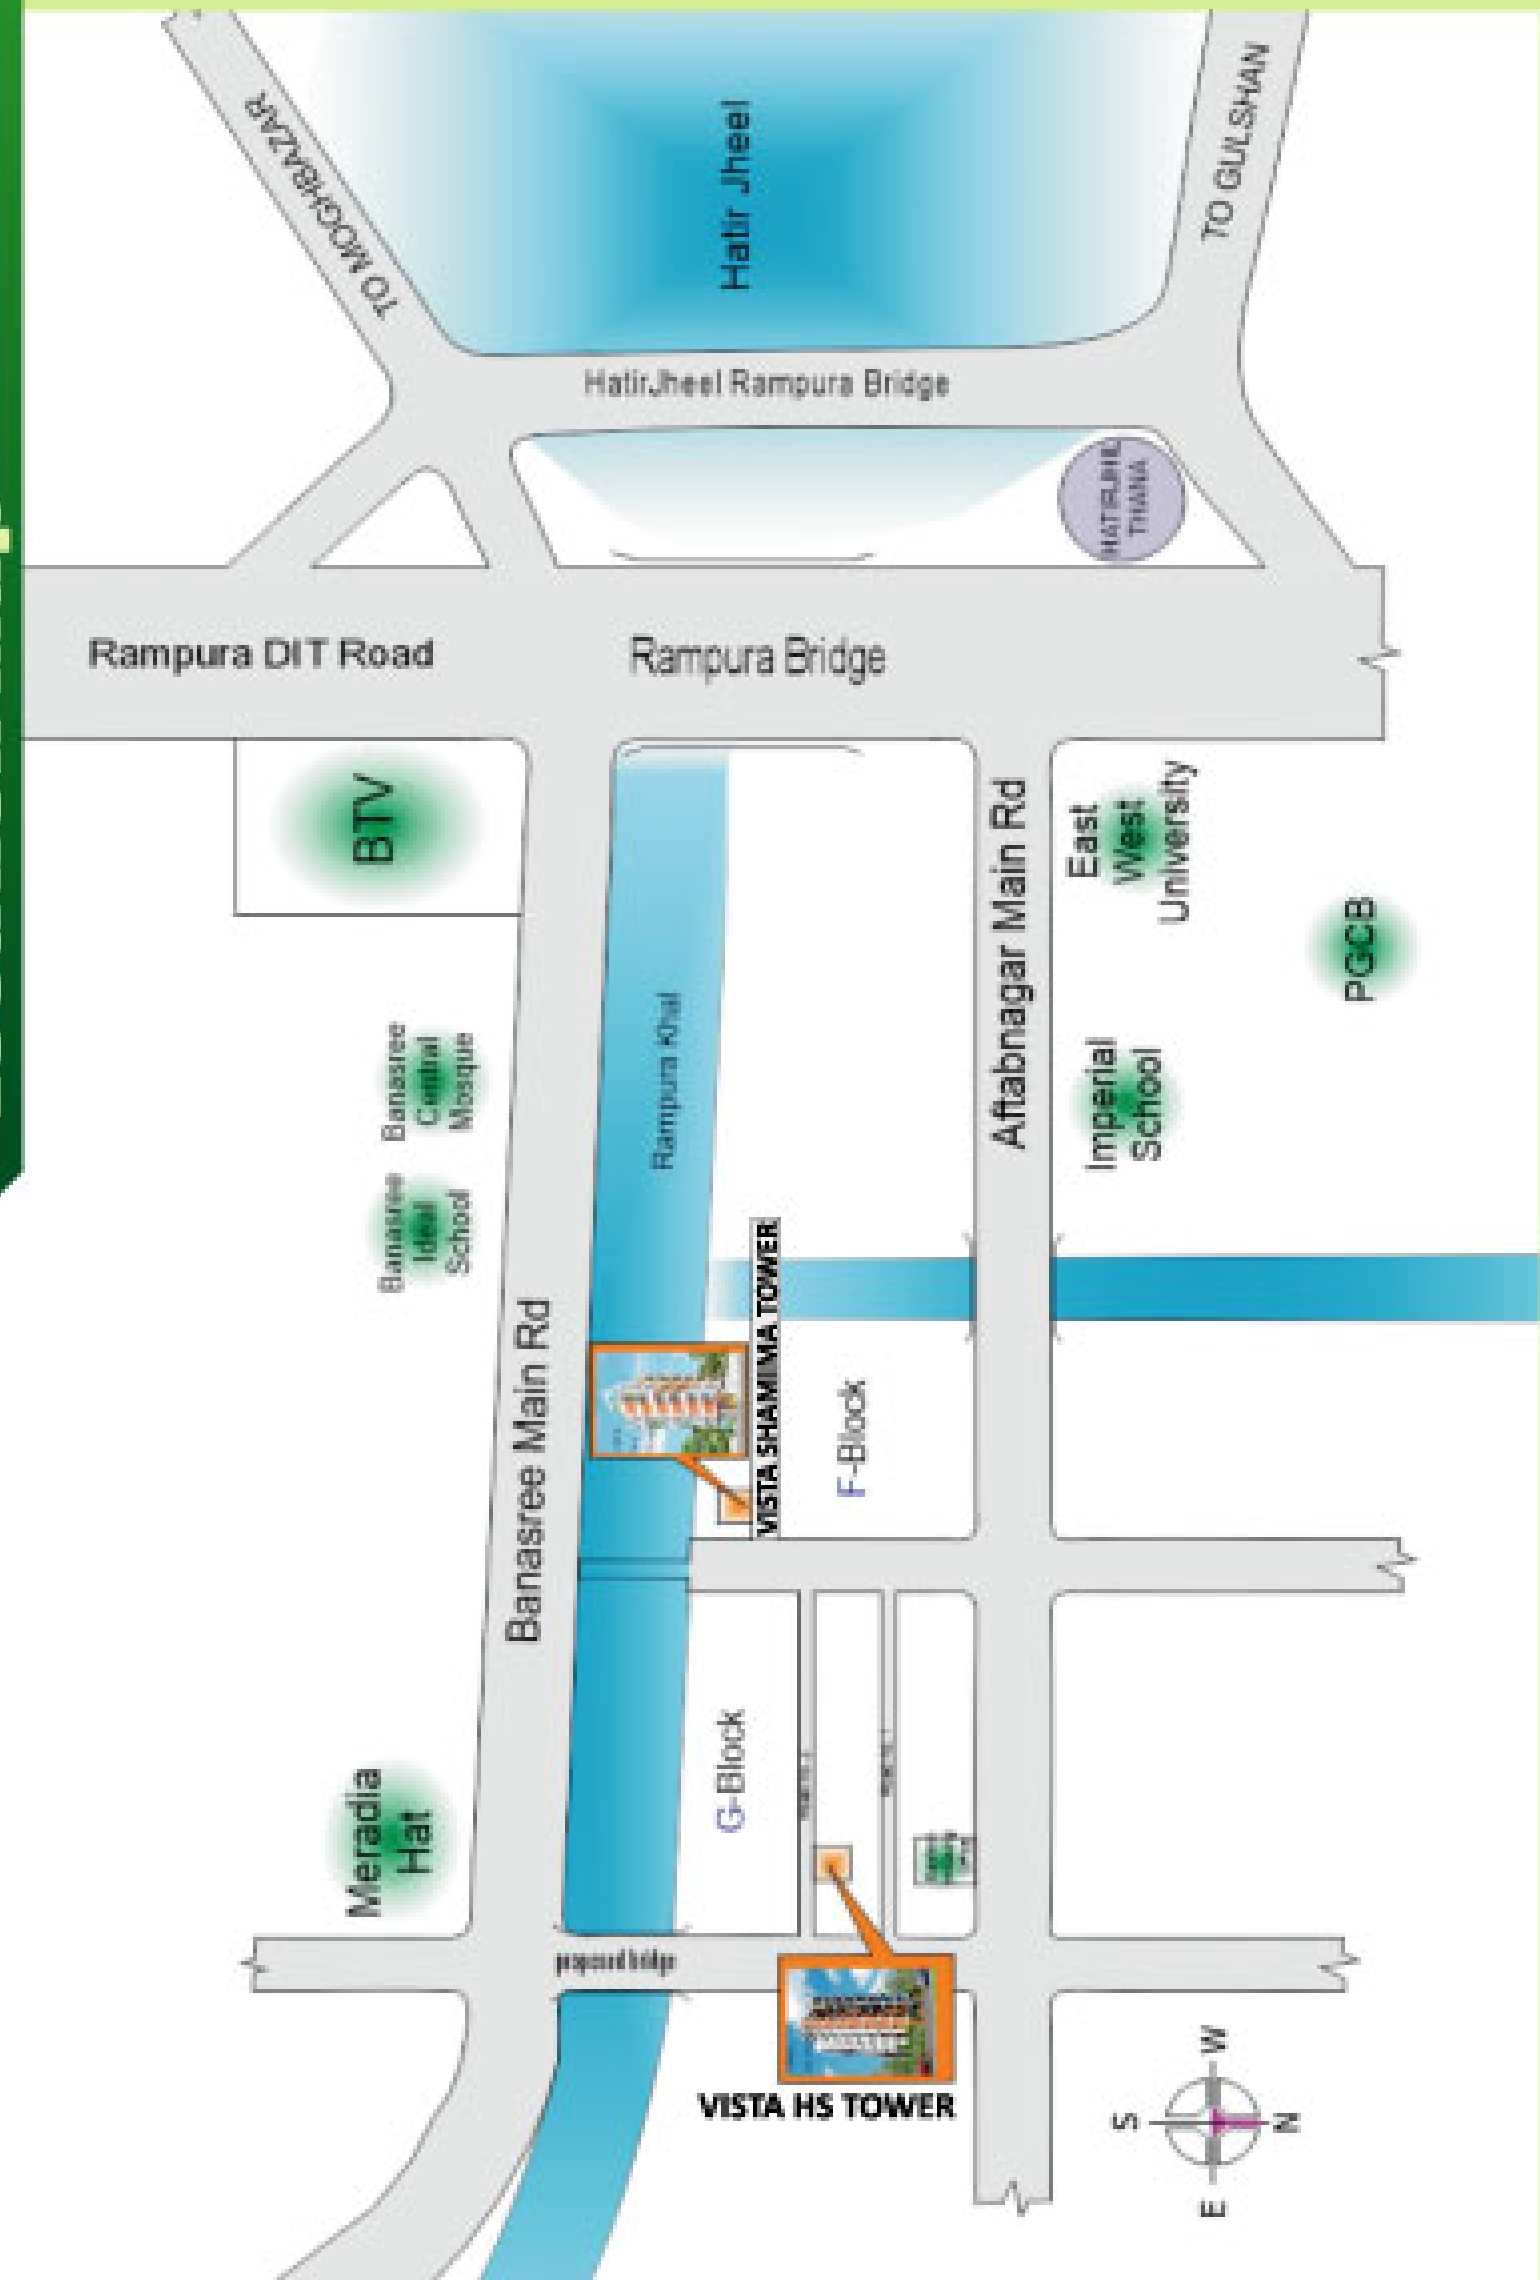 TO MOGHBAZAR
Hatir Jheel
TO GULSHAN
HatirJheel Rampura Bridge
HATIRJHIL
THANA
Rampura DIT Road
Rampura Bridge
BTV
East
West
University
PGCB
Banasree
Central
Mosque
Banasree
Ideal
School
Rampura Khal
Aftabnagar Main Rd
Imperial
School
Banasree Main Rd
VISTA SHAMIMA TOWER
F-Block
G-Block
Meradia
Hat
proposed bridge
VISTA HS TOWER
S
W
N
E